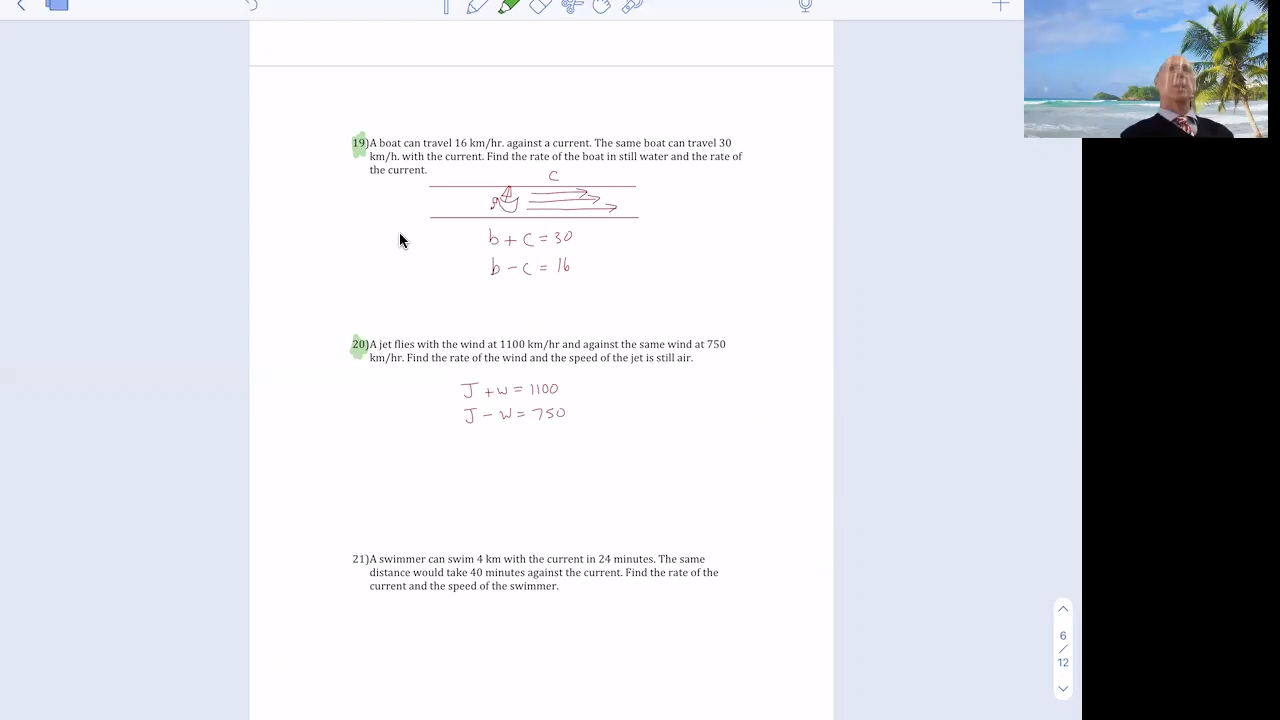 19)A boat can travel 16 km/hr. against a current. The same boat can travel 30
km/h. with the current. Find the rate of the boat in still water and the rate of
the current.
C
b + c = 30
b - c = 16
20)A jet flies with the wind at 1100 km/hr and against the same wind at 750
km/hr. Find the rate of the wind and the speed of the jet is still air.
J + w = 1100
J - w = 750
21)A swimmer can swim 4 km with the current in 24 minutes. The same
distance would take 40 minutes against the current. Find the rate of the
current and the speed of the swimmer.
6
/
12